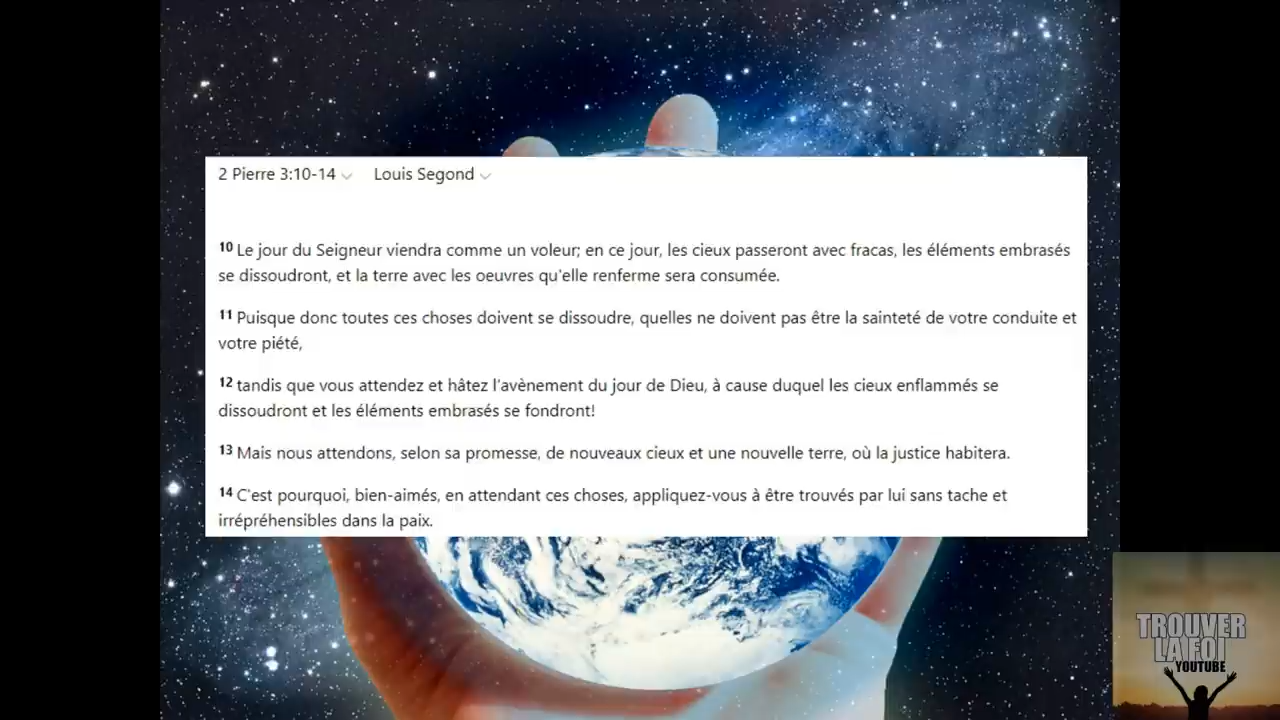 2 Pierre 3:10-14 Louis Segond
10 Le jour du Seigneur viendra comme un voleur; en ce jour, les cieux passeront avec fracas, les éléments embrasés
se dissoudront, et la terre avec les oeuvres qu'elle renferme sera consumée.
11 Puisque donc toutes ces choses doivent se dissoudre, quelles ne doivent pas être la sainteté de votre conduite et
votre piété,
12 tandis que vous attendez et hâtez l'avènement du jour de Dieu, à cause duquel les cieux enflammés se
dissoudront et les éléments embrasés se fondront!
13 Mais nous attendons, selon sa promesse, de nouveaux cieux et une nouvelle terre, où la justice habitera.
14 C'est pourquoi, bien-aimés, en attendant ces choses, appliquez-vous à être trouvés par lui sans tache et
irrépréhensibles dans la paix.
TROUVER
LA FOI
YOUTUBE